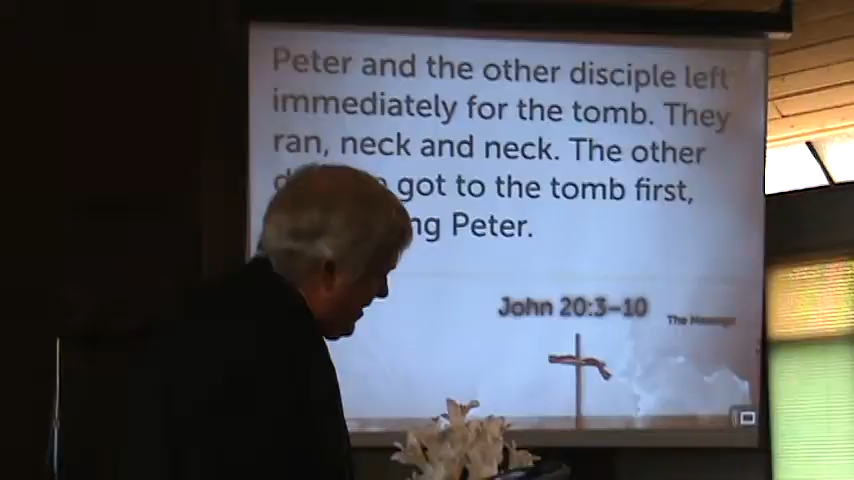 Peter and the other disciple left
immediately for the tomb. They
ran, neck and neck. The other
got to the tomb first,
Peter.
John 20:3–10
The Message